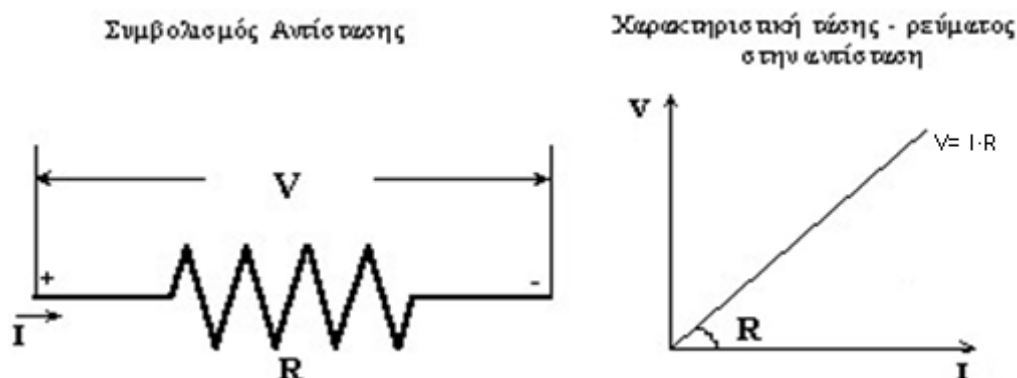 Συμβολισμός Αντίστασης
V
+
-
I
R
Χαρακτηριστική τάσης - ρεύματος
στην αντίσταση
V
V= I·R
R
I